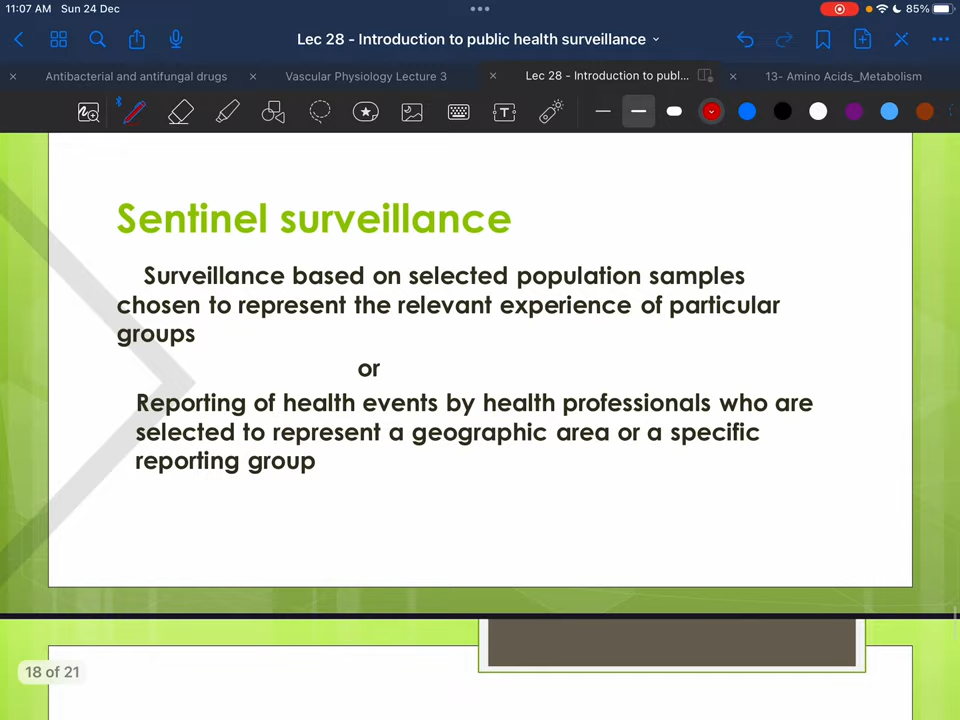 11:07 AM Sun 24 Dec
85%
Lec 28 - Introduction to public health surveillance
Antibacterial and antifungal drugs
Vascular Physiology Lecture 3
Lec 28 - Introduction to publ...
13- Amino Acids_Metabolism
Sentinel surveillance
Surveillance based on selected population samples
chosen to represent the relevant experience of particular
groups
or
Reporting of health events by health professionals who are
selected to represent a geographic area or a specific
reporting group
18 of 21